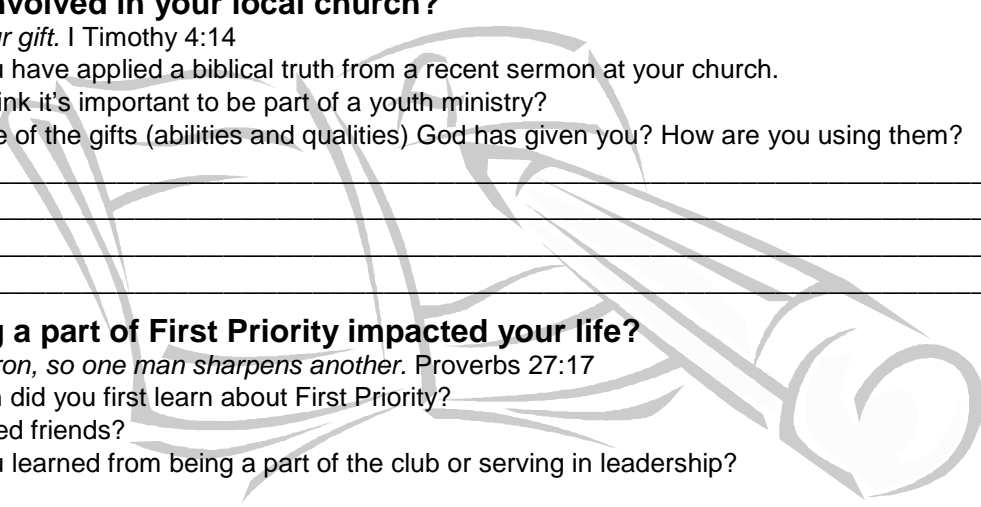 nvolved in your local church?
ur gift. I Timothy 4:14
u have applied a biblical truth from a recent sermon at your church.
ink it's important to be part of a youth ministry?
e of the gifts (abilities and qualities) God has given you? How are you using them?
g a part of First Priority impacted your life?
ron, so one man sharpens another. Proverbs 27:17
n did you first learn about First Priority?
ed friends?
u learned from being a part of the club or serving in leadership?